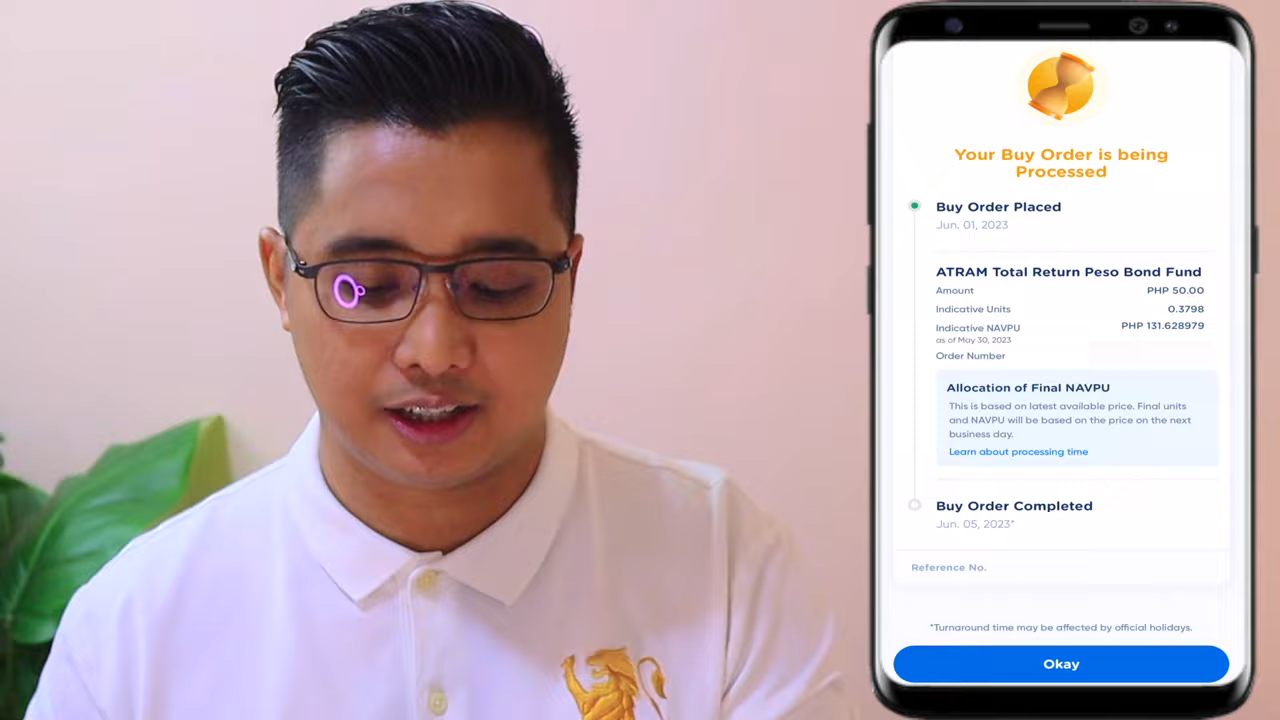 Your Buy Order is being
Processed
Buy Order Placed
Jun. 01, 2023
ATRAM Total Return Peso Bond Fund
Amount PHP 50.00
Indicative Units 0.3798
Indicative NAVPU PHP 131.628979
as of May 30, 2023
Order Number
Allocation of Final NAVPU
This is based on latest available price. Final units
and NAVPU will be based on the price on the next
business day.
Learn about processing time
Buy Order Completed
Jun. 05, 2023*
Reference No.
*Turnaround time may be affected by official holidays.
Okay